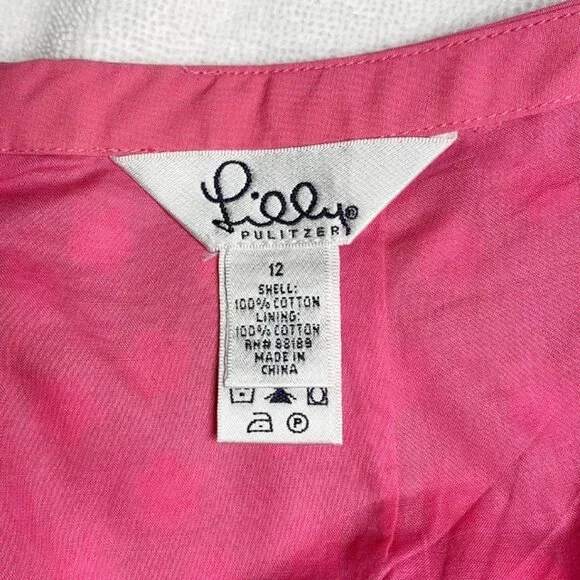 Lilly®
PULITZER
12
SHELL:
100% COTTON
LINING:
100% COTTON
RN# 88189
MADE IN
CHINA
P